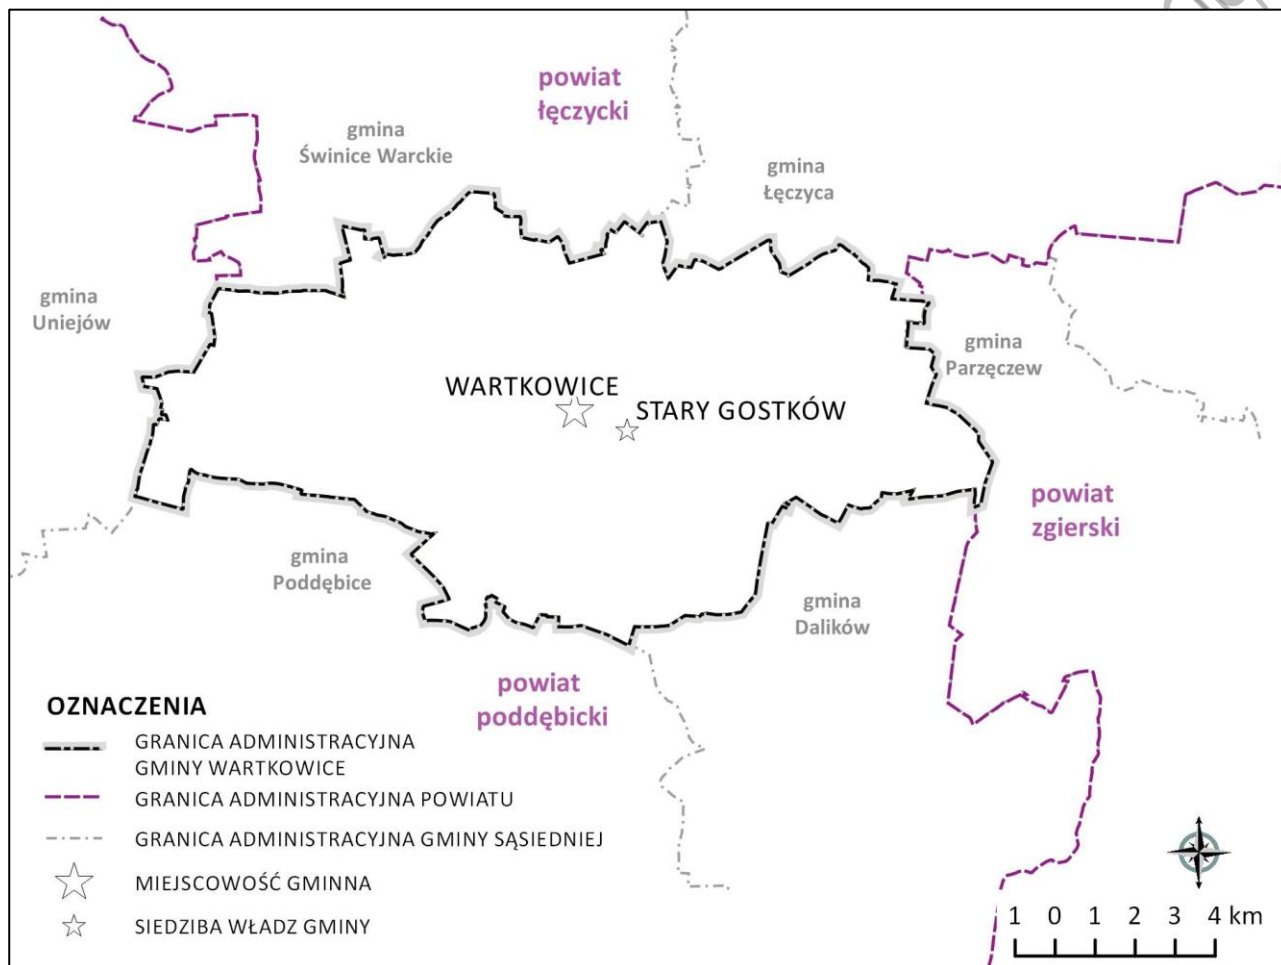 powiat
łęczycki
gmina
Świnice Warckie
gmina
Łęczyca
gmina
Uniejów
gmina
Parzęczew
WARTKOWICE
STARY GOSTKÓW
powiat
zgierski
gmina
Poddębice
gmina
Dalików
powiat
poddębicki
OZNACZENIA
GRANICA ADMINISTRACYJNA
GMINY WARTKOWICE
GRANICA ADMINISTRACYJNA POWIATU
GRANICA ADMINISTRACYJNA GMINY SĄSIEDNIEJ
MIEJSCOWOŚĆ GMINNA
SIEDZIBA WŁADZ GMINY
1 0 1 2 3 4 km